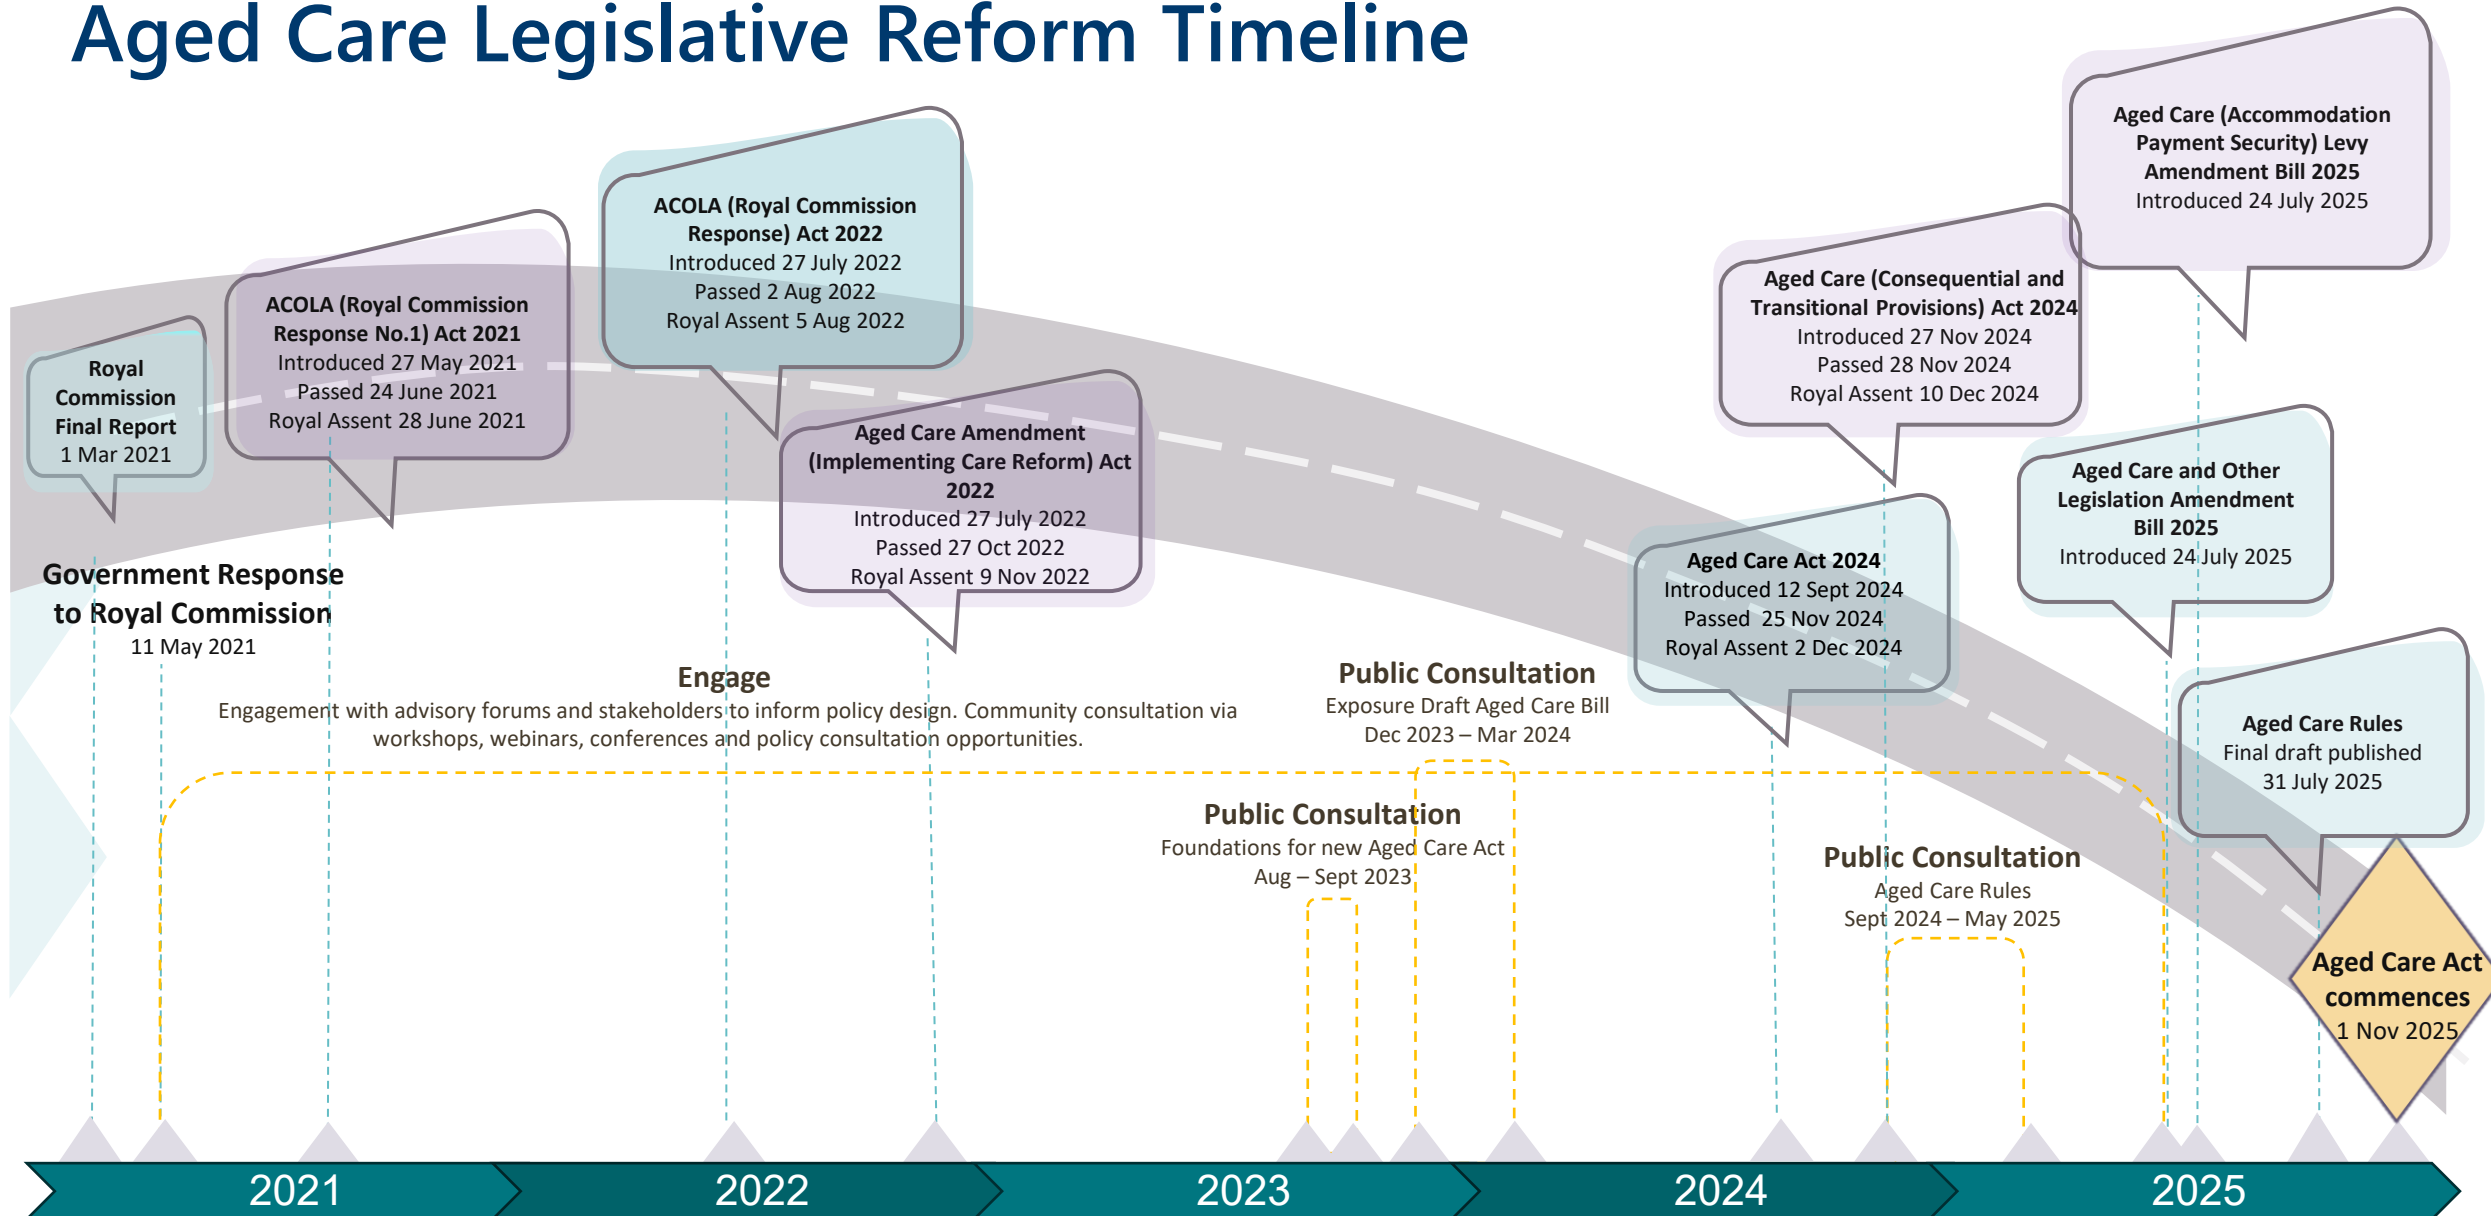 Aged Care Legislative Reform Timeline
Royal
Commission
Final Report
1 Mar 2021
Government Response
to Royal Commission
11 May 2021
ACOLA (Royal Commission
Response No.1) Act 2021
Introduced 27 May 2021
Passed 24 June 2021
Royal Assent 28 June 2021
ACOLA (Royal Commission
Response) Act 2022
Introduced 27 July 2022
Passed 2 Aug 2022
Royal Assent 5 Aug 2022
Aged Care Amendment
(Implementing Care Reform) Act
2022
Introduced 27 July 2022
Passed 27 Oct 2022
Royal Assent 9 Nov 2022
Engage
Engagement with advisory forums and stakeholders to inform policy design. Community consultation via
workshops, webinars, conferences and policy consultation opportunities.
Public Consultation
Foundations for new Aged Care Act
Aug – Sept 2023
Public Consultation
Exposure Draft Aged Care Bill
Dec 2023 – Mar 2024
Aged Care Act 2024
Introduced 12 Sept 2024
Passed  25 Nov 2024
Royal Assent 2 Dec 2024
Aged Care (Consequential and
Transitional Provisions) Act 2024
Introduced 27 Nov 2024
Passed 28 Nov 2024
Royal Assent 10 Dec 2024
Public Consultation
Aged Care Rules
Sept 2024 – May 2025
Aged Care (Accommodation
Payment Security) Levy
Amendment Bill 2025
Introduced 24 July 2025
Aged Care and Other
Legislation Amendment
Bill 2025
Introduced 24 July 2025
Aged Care Rules
Final draft published
31 July 2025
Aged Care Act
commences
1 Nov 2025
2021
2022
2023
2024
2025